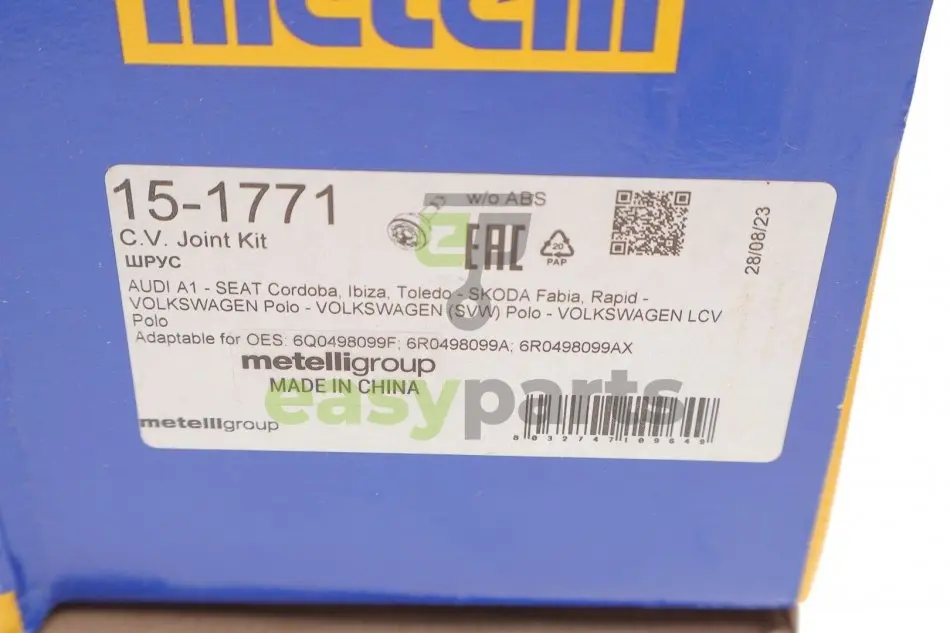 metelli
15-1771
w/o ABS
C.V. Joint Kit
ШРУС
EAC
20
PAP
28/08/23
AUDI A1 - SEAT Cordoba, Ibiza, Toledo - SKODA Fabia, Rapid -
VOLKSWAGEN Polo - VOLKSWAGEN (SVW) Polo - VOLKSWAGEN LCV
Polo
Adaptable for OES: 6Q0498099F; 6R0498099A; 6R0498099AX
metelligroup
MADE IN CHINA
easyparts
metelligroup
8032747109649